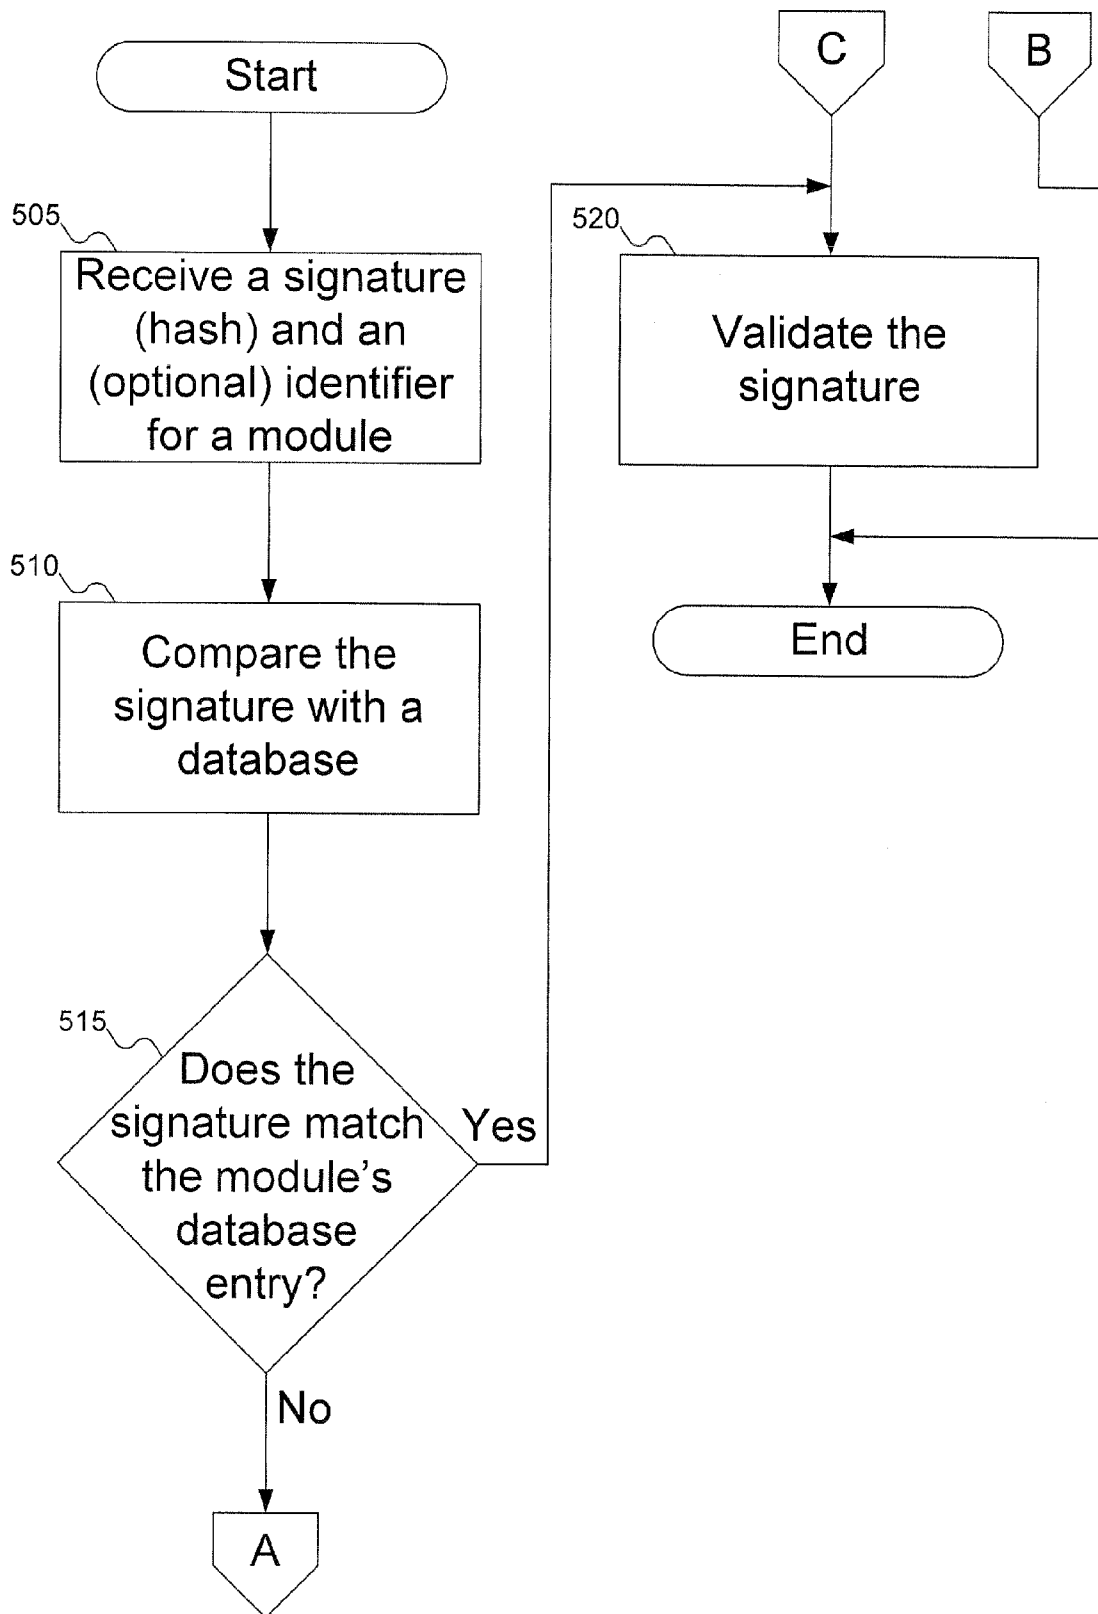 Start
505
Receive a signature
(hash) and an
(optional) identifier
for a module
510
Compare the
signature with a
database
515
Does the
signature match
the module's
database
entry?
Yes
No
A
C
B
520
Validate the
signature
End